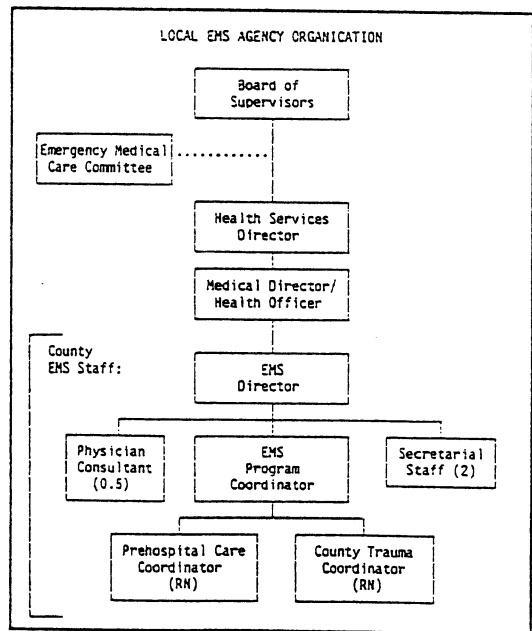 LOCAL EMS AGENCY ORGANICATION
Board of
Supervisors
Emergency Medical
Care Committee
Health Services
Director
Medical Director/
Health Officer
County
EMS Staff:
EMS
Director
Physician
Consultant
(0.5)
EMS
Program
Coordinator
Secretarial
Staff (2)
Prehospital Care
Coordinator
(RN)
County Trauma
Coordinator
(RN)